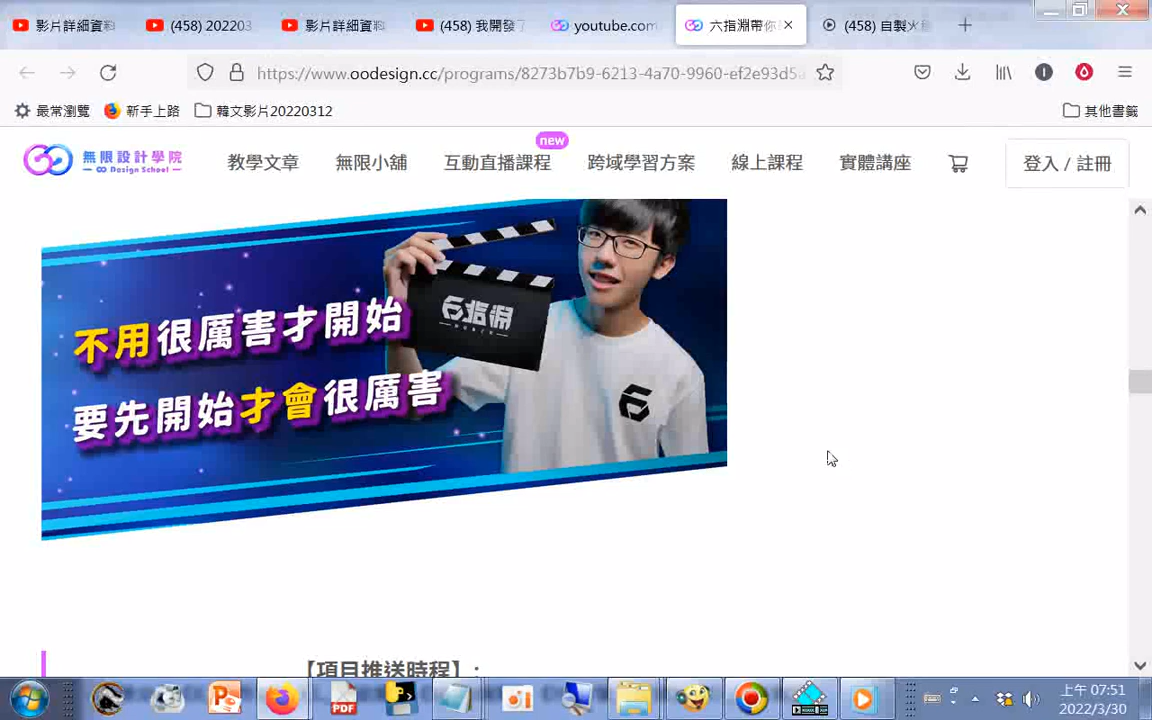 影片詳細資料
(458) 202203
影片詳細資料
(458) 我開發了
youtube.com
六指淵帶你
(458) 自製火
https://www.oodesign.cc/programs/8273b7b9-6213-4a70-9960-ef2e93d5a
最常瀏覽
新手上路
韓文影片20220312
其他書籤
無限設計學院
Design School
教學文章
無限小舖
new
互動直播課程
跨域學習方案
線上課程
實體講座
登入 / 註冊
六指淵
不用很厲害才開始
要先開始才會很厲害
【項目推送時程】:
PDF
上午 07:51
2022/3/30